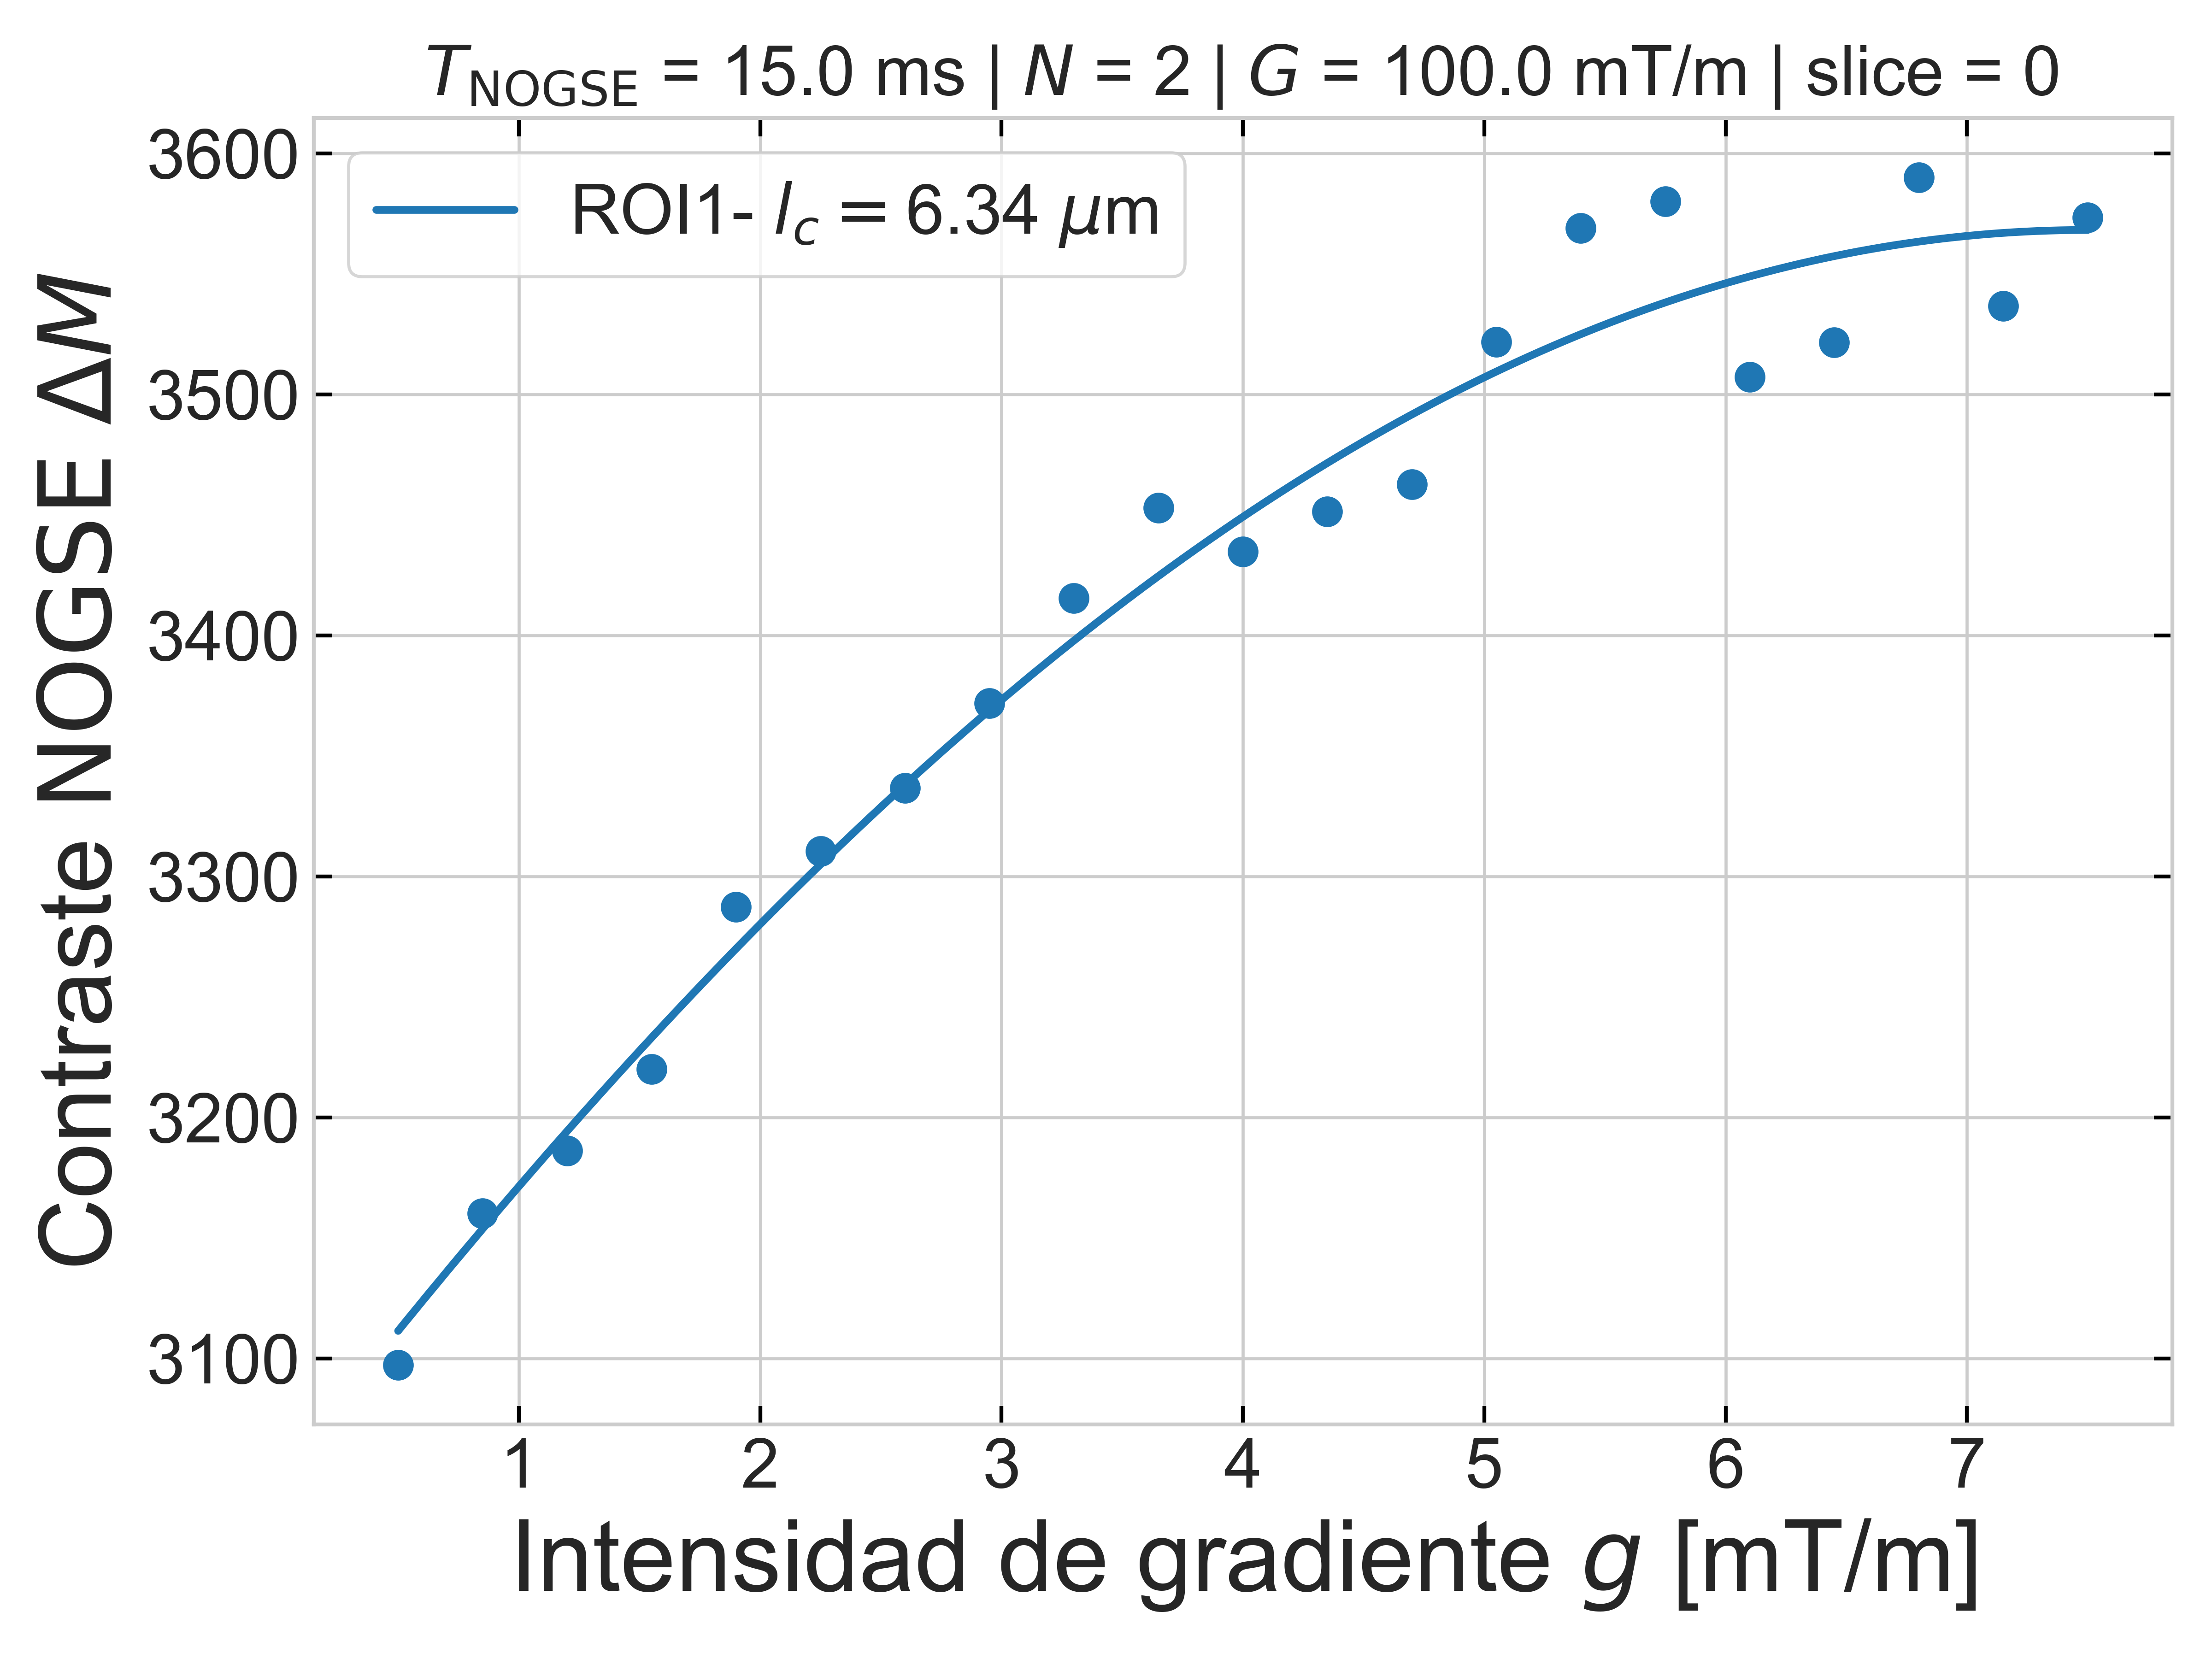 T_NOGSE = 15.0 ms | N = 2 | G = 100.0 mT/m | slice = 0
ROI1- l_c = 6.34 μm
Contraste NOGSE ΔM
3600
3500
3400
3300
3200
3100
1 2 3 4 5 6 7
Intensidad de gradiente g [mT/m]